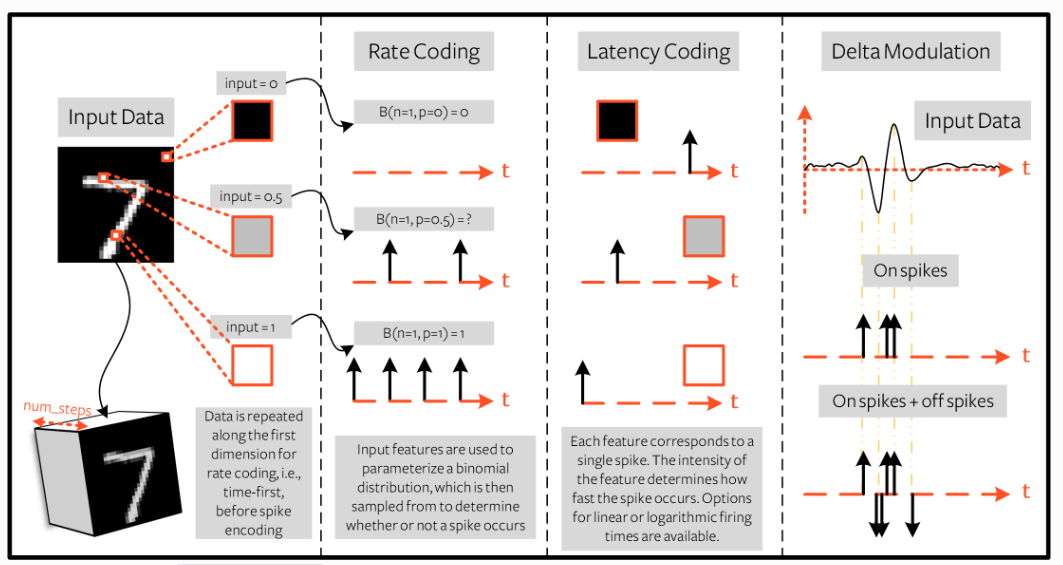 Input Data
input = 0
input = 0.5
input = 1
num_steps
Data is repeated
along the first
dimension for
rate coding, i.e.,
time-first,
before spike
encoding
Rate Coding
B(n=1, p=0) = 0
t
B(n=1, p=0.5) = ?
t
B(n=1, p=1) = 1
t
Input features are used to
parameterize a binomial
distribution, which is then
sampled from to determine
whether or not a spike occurs
Latency Coding
t
t
t
Each feature corresponds to a
single spike. The intensity of
the feature determines how
fast the spike occurs. Options
for linear or logarithmic firing
times are available.
Delta Modulation
Input Data
t
On spikes
t
On spikes + off spikes
t